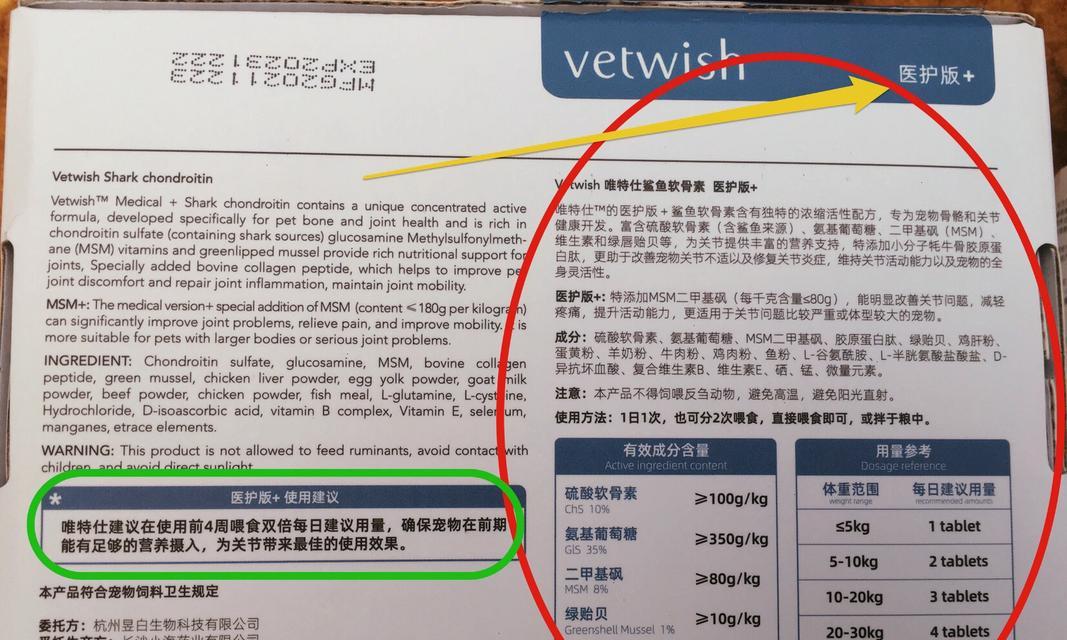 MFG20211223
EXP20231222
vetwish
医护版+
Vetwish Shark chondroitin
Vetwish™ Medical + Shark chondroitin contains a unique concentrated active
formula, developed specifically for pet bone and joint health and is rich in
chondroitin sulfate (containing shark sources) glucosamine Methylsulfonylmeth-
ane (MSM) vitamins and greenlipped mussel provide rich nutritional support for
joints, Specially added bovine collagen peptide, which helps to improve pet
joint discomfort and repair joint inflammation, maintain joint mobility.
MSM+: The medical version+ special addition of MSM (content ≤180g per kilogram)
can significantly improve joint problems, relieve pain, and improve mobility. It is
more suitable for pets with larger bodies or serious joint problems.
INGREDIENT: Chondroitin sulfate, glucosamine, MSM, bovine collagen
peptide, green mussel, chicken liver powder, egg yolk powder, goat milk
powder, beef powder, chicken powder, fish meal, L-glutamine, L-cysteine,
Hydrochloride, D-isoascorbic acid, vitamin B complex, Vitamin E, selenium,
manganes, etrace elements.
WARNING: This product is not allowed to feed ruminants, avoid contact with
children, and avoid direct sunlight.
* 医护版+ 使用建议
唯特仕建议在使用前4周喂食双倍每日建议用量，确保宠物在前期
能有足够的营养摄入，为关节带来最佳的使用效果。
本产品符合宠物饲料卫生规定
委托方：杭州昱白生物科技有限公司
Vetwish 唯特仕鲨鱼软骨素 医护版+
唯特仕™的医护版＋鲨鱼软骨素含有独特的浓缩活性配方，专为宠物骨骼和关节
健康开发。富含硫酸软骨素（含鲨鱼来源）、氨基葡萄糖、二甲基砜（MSM）、
维生素和绿唇贻贝等，为关节提供丰富的营养支持，特添加小分子牦牛骨胶原蛋
白肽，更助于改善宠物关节不适以及修复关节炎症，维持关节活动能力以及宠物的全
身灵活性。
医护版+: 特添加MSM二甲基砜（每千克含量≤80g），能明显改善关节问题，减轻
疼痛，提升活动能力，更适用于关节问题比较严重或体型较大的宠物。
成分：硫酸软骨素、氨基葡萄糖、MSM二甲基砜、胶原蛋白肽、绿贻贝、鸡肝粉、
蛋黄粉、羊奶粉、牛肉粉、鸡肉粉、鱼粉、L-谷氨酰胺、L-半胱氨酸盐酸盐、D-
异抗坏血酸、复合维生素B、维生素E、硒、锰、微量元素。
注意：本产品不得饲喂反刍动物，避免高温，避免阳光直射。
使用方法：1日1次，也可分2次喂食，直接喂食即可，或拌于粮中。
有效成分含量
Active ingredient content
硫酸软骨素 ≥100g/kg
ChS 10%
氨基葡萄糖 ≥350g/kg
GlS 35%
二甲基砜 ≥80g/kg
MSM 8%
绿贻贝 ≥10g/kg
Greenshell Mussel 1%
用量参考
Dosage reference
体重范围 每日建议用量
weight range recommended amounts
≤5kg 1 tablet
5-10kg 2 tablets
10-20kg 3 tablets
20-30kg 4 tablets